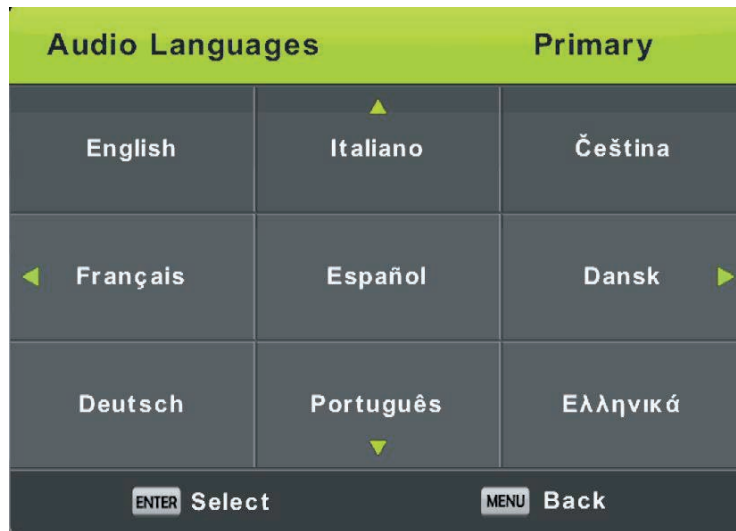 Audio Languages Primary
English Italiano Čeština
Français Español Dansk
Deutsch Português Ελληνικά
ENTER Select MENU Back